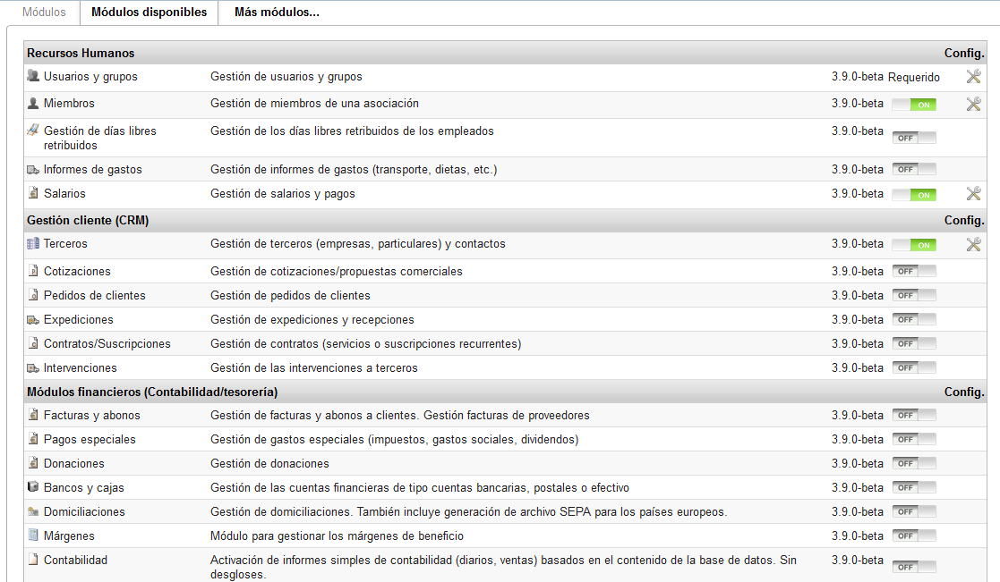 Módulos Módulos disponibles Más módulos...
Recursos Humanos Config.
Usuarios y grupos Gestión de usuarios y grupos 3.9.0-beta Requerido
Miembros Gestión de miembros de una asociación 3.9.0-beta ON
Gestión de días libres Gestión de los días libres retribuidos de los empleados 3.9.0-beta OFF
retribuidos
Informes de gastos Gestión de informes de gastos (transporte, dietas, etc.) 3.9.0-beta OFF
Salarios Gestión de salarios y pagos 3.9.0-beta ON
Gestión cliente (CRM) Config.
Terceros Gestión de terceros (empresas, particulares) y contactos 3.9.0-beta ON
Cotizaciones Gestión de cotizaciones/propuestas comerciales 3.9.0-beta OFF
Pedidos de clientes Gestión de pedidos de clientes 3.9.0-beta OFF
Expediciones Gestión de expediciones y recepciones 3.9.0-beta OFF
Contratos/Suscripciones Gestión de contratos (servicios o suscripciones recurrentes) 3.9.0-beta OFF
Intervenciones Gestión de las intervenciones a terceros 3.9.0-beta OFF
Módulos financieros (Contabilidad/tesorería) Config.
Facturas y abonos Gestión de facturas y abonos a clientes. Gestión facturas de proveedores 3.9.0-beta OFF
Pagos especiales Gestión de gastos especiales (impuestos, gastos sociales, dividendos) 3.9.0-beta OFF
Donaciones Gestión de donaciones 3.9.0-beta OFF
Bancos y cajas Gestión de las cuentas financieras de tipo cuentas bancarias, postales o efectivo 3.9.0-beta OFF
Domiciliaciones Gestión de domiciliaciones. También incluye generación de archivo SEPA para los países europeos. 3.9.0-beta OFF
Márgenes Módulo para gestionar los márgenes de beneficio 3.9.0-beta OFF
Contabilidad Activación de informes simples de contabilidad (diarios, ventas) basados en el contenido de la base de datos. Sin 3.9.0-beta OFF
desgloses.